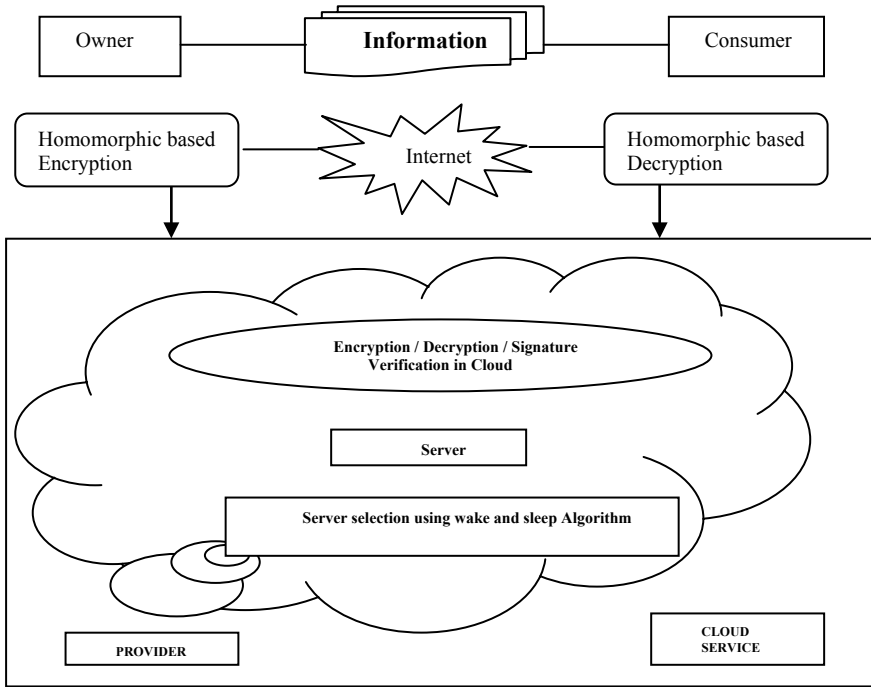 Owner
Information
Consumer
Homomorphic based
Encryption
Internet
Homomorphic based
Decryption
Encryption / Decryption / Signature
Verification in Cloud
Server
Server selection using wake and sleep Algorithm
PROVIDER
CLOUD
SERVICE